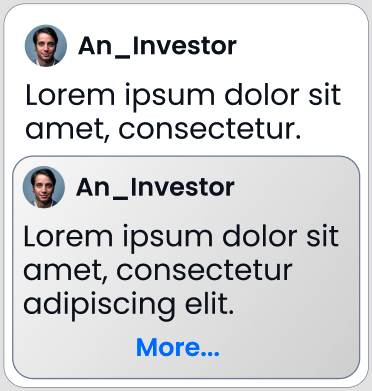 An_Investor
Lorem ipsum dolor sit
amet, consectetur.
An_Investor
Lorem ipsum dolor sit
amet, consectetur
adipiscing elit.
More...